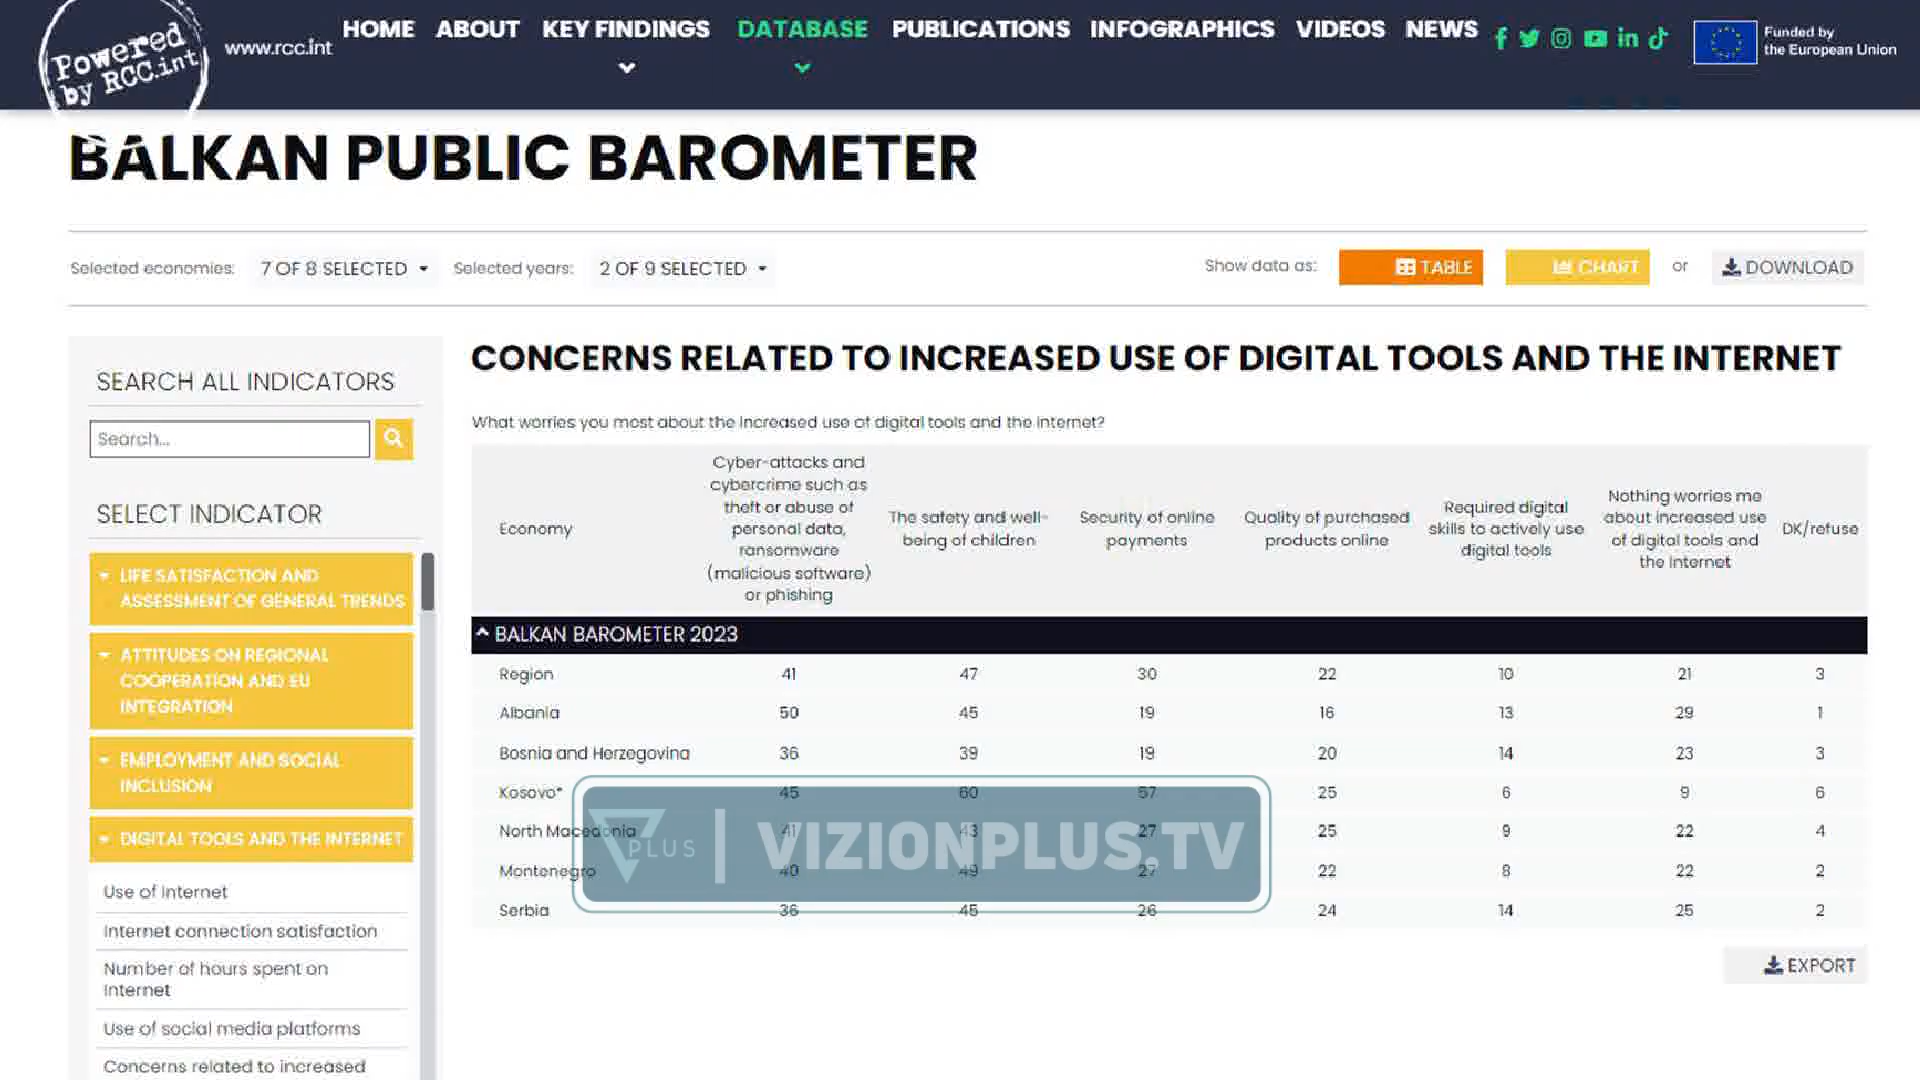 Powered
by RCC.int
www.rcc.int
HOME ABOUT KEY FINDINGS DATABASE PUBLICATIONS INFOGRAPHICS VIDEOS NEWS
Funded by
the European Union
BALKAN PUBLIC BAROMETER
Selected economies: 7 OF 8 SELECTED Selected years: 2 OF 9 SELECTED Show data as: TABLE CHART or DOWNLOAD
SEARCH ALL INDICATORS
Search...
SELECT INDICATOR
LIFE SATISFACTION AND
ASSESSMENT OF GENERAL TRENDS
ATTITUDES ON REGIONAL
COOPERATION AND EU
INTEGRATION
EMPLOYMENT AND SOCIAL
INCLUSION
DIGITAL TOOLS AND THE INTERNET
Use of Internet
Internet connection satisfaction
Number of hours spent on
Internet
Use of social media platforms
Concerns related to increased
CONCERNS RELATED TO INCREASED USE OF DIGITAL TOOLS AND THE INTERNET
What worries you most about the increased use of digital tools and the internet?
Economy
Cyber-attacks and
cybercrime such as
theft or abuse of
personal data,
ransomware
(malicious software)
or phishing
The safety and well-
being of children
Security of online
payments
Quality of purchased
products online
Required digital
skills to actively use
digital tools
Nothing worries me
about increased use
of digital tools and
the Internet
DK/refuse
BALKAN BAROMETER 2023
Region 41 47 30 22 10 21 3
Albania 50 45 19 16 13 29 1
Bosnia and Herzegovina 36 39 19 20 14 23 3
Kosovo* 45 60 57 25 6 9 6
North Macedonia 41 43 27 25 9 22 4
Montenegro 40 49 27 22 8 22 2
Serbia 36 45 26 24 14 25 2
PLUS | VIZIONPLUS.TV
EXPORT